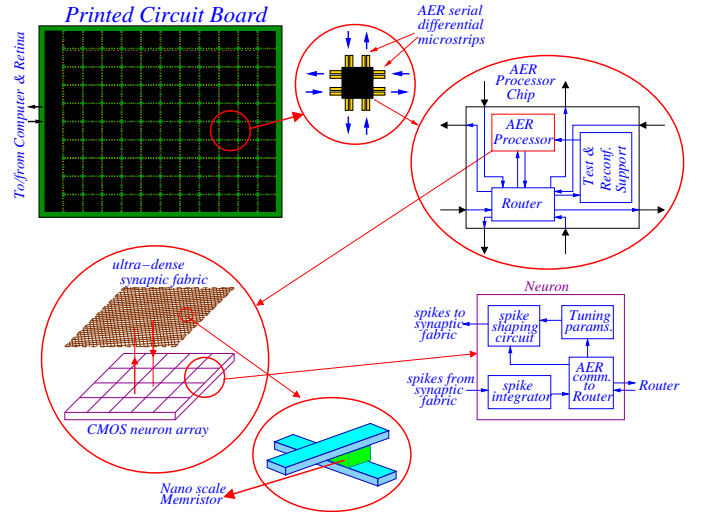 Printed Circuit Board
To/from Computer & Retina
AER serial
differential
microstrips
AER
Processor
Chip
AER
Processor
Test &
Reconf.
Support
Router
ultra-dense
synaptic fabric
CMOS neuron array
Nano scale
Memristor
Neuron
spikes to
synaptic
fabric
spike
shaping
circuit
Tuning
params.
spikes from
synaptic
fabric
spike
integrator
AER
comm.
to
Router
Router